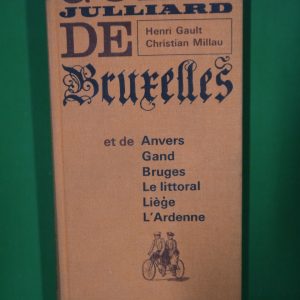 JULLIARD
DE
Henri Gault
Christian Millau
Bruxelles
et de Anvers
Gand
Bruges
Le littoral
Liège
L'Ardenne